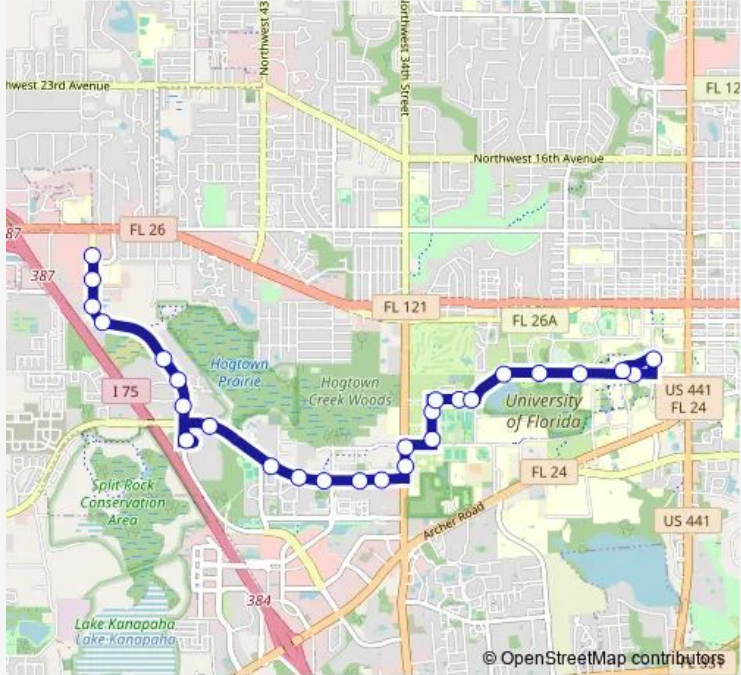 Northwest 43
Northwest 34th Street
hwest 23rd Avenue
FL 12
Northwest 16th Avenue
87
FL 26
387
FL 121
FL 26A
Hogtown
Prairie
Hogtown
Creek Woods
I 75
University
of Florida
US 441
FL 24
FL 24
Split Rock
Conservation
Area
Archer Road
US 441
384
Lake Kanapaha
Lake Kanapaha
© OpenStreetMap contributors